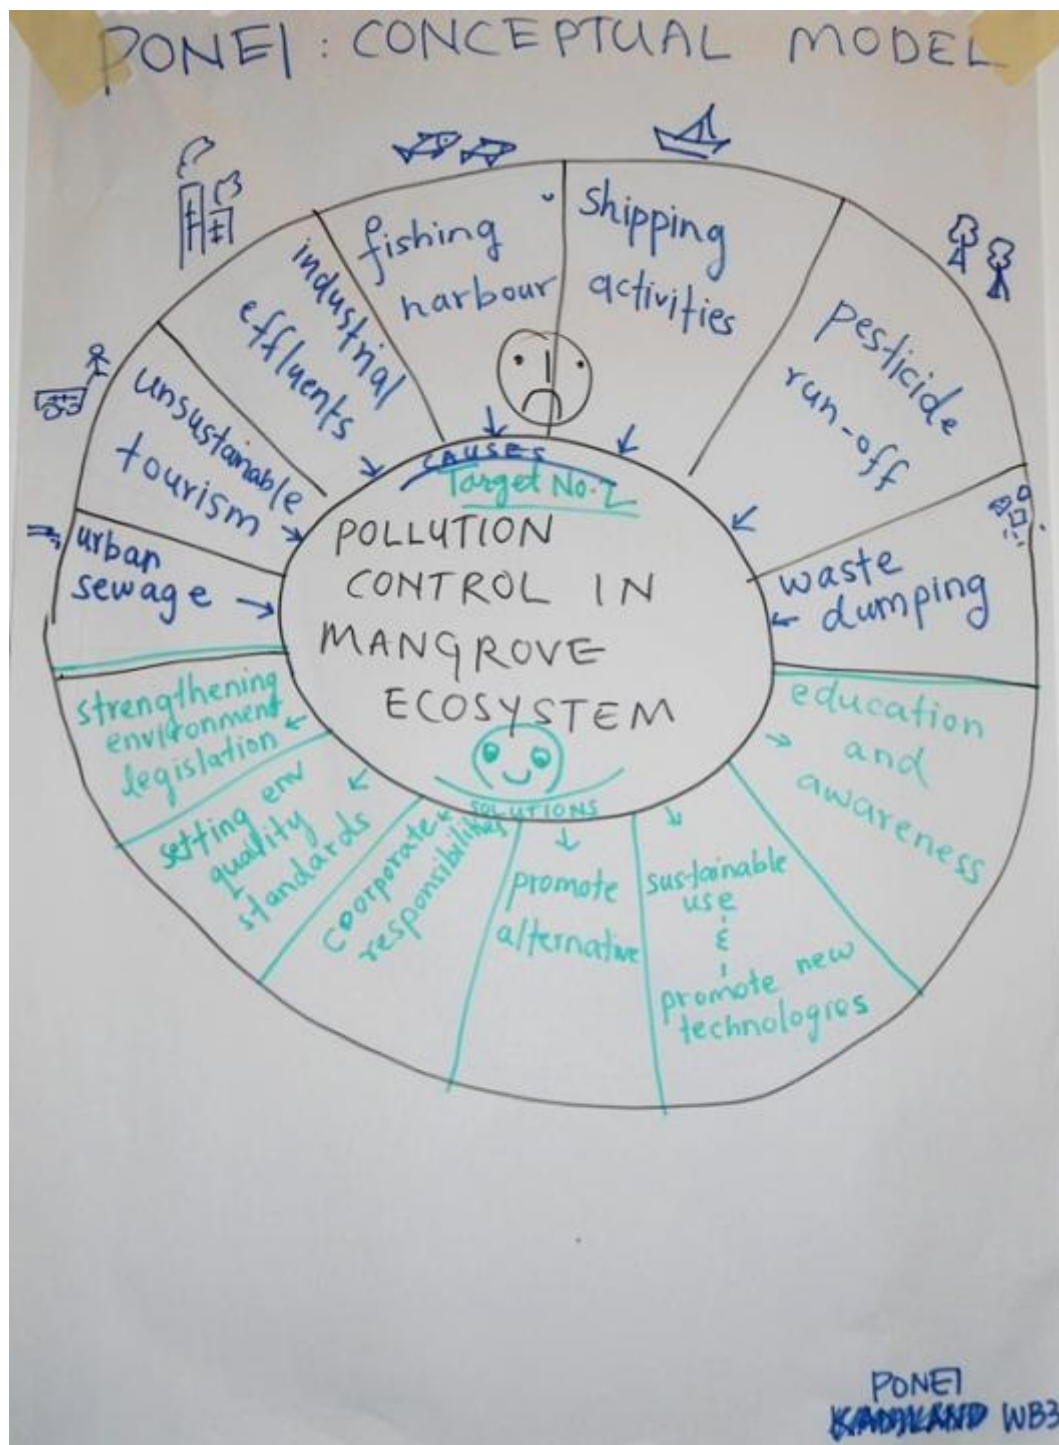 PONEI : CONCEPTUAL MODEL
urban
sewage
unsustainable
tourism
industrial
effluents
fishing
harbour
shipping
activities
pesticide
run-off
waste
dumping
CAUSES
Target No. 2
POLLUTION
CONTROL IN
MANGROVE
ECOSYSTEM
SOLUTIONS
strengthening
environment
legislation
setting env
quality
standards
coorporate
responsibilities
promote
alternative
sustainable
use
&
promote new
technologies
education
and
awareness
PONEI
WB3